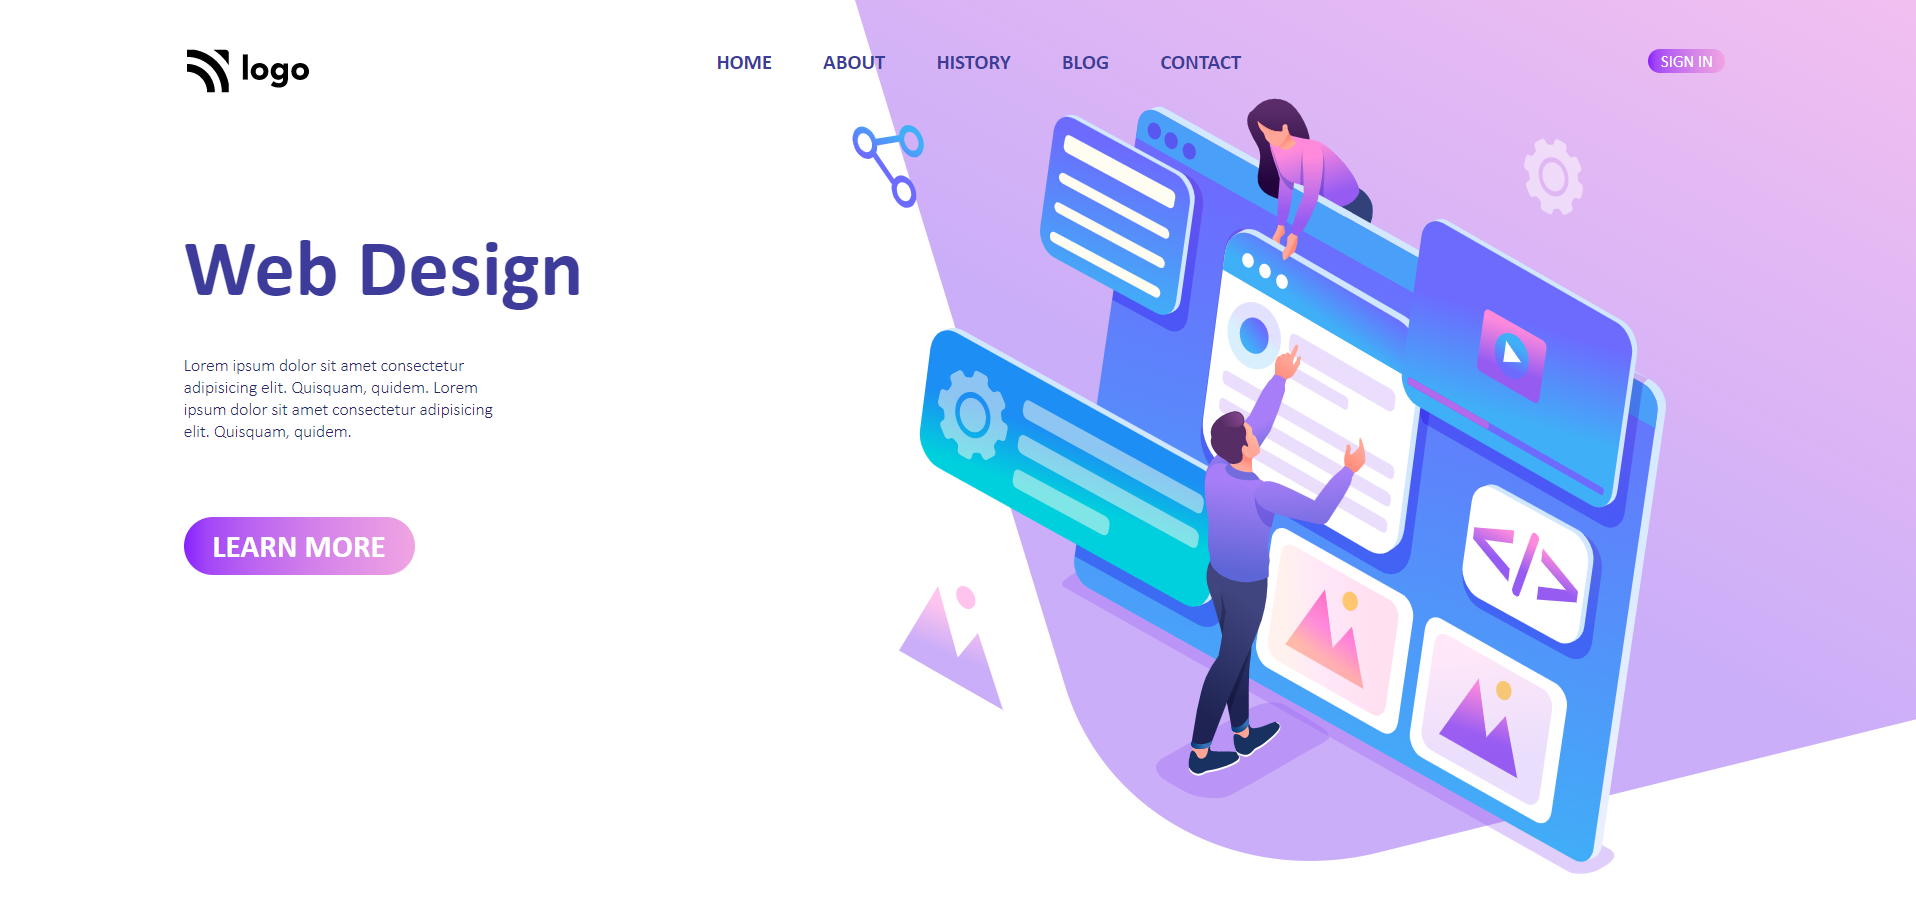 logo
HOME ABOUT HISTORY BLOG CONTACT
SIGN IN
Web Design
Lorem ipsum dolor sit amet consectetur
adipisicing elit. Quisquam, quidem. Lorem
ipsum dolor sit amet consectetur adipisicing
elit. Quisquam, quidem.
LEARN MORE
</>